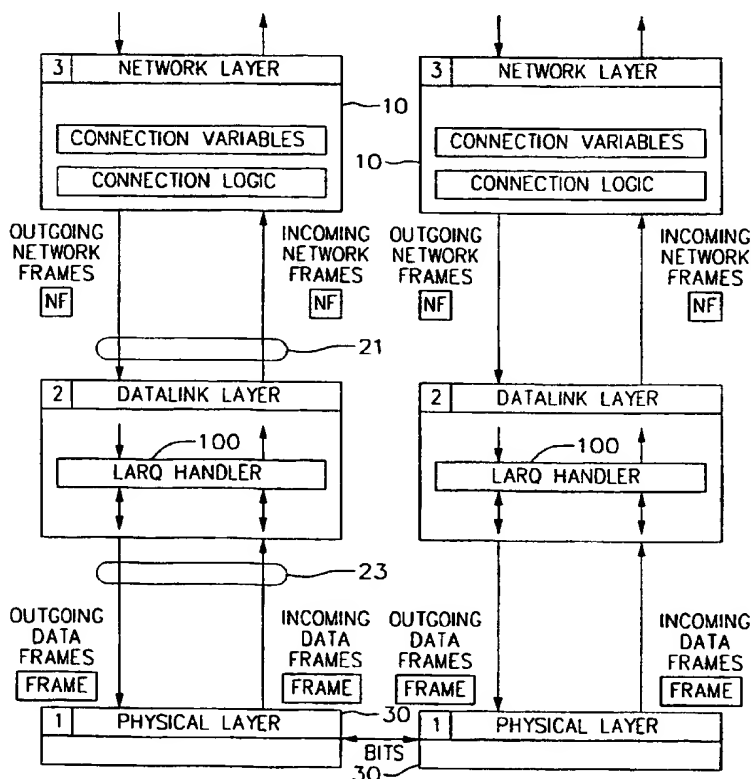 3 NETWORK LAYER
10
CONNECTION VARIABLES
CONNECTION LOGIC
OUTGOING
NETWORK
FRAMES
NF
INCOMING
NETWORK
FRAMES
NF
21
2 DATALINK LAYER
100
LARQ HANDLER
23
OUTGOING
DATA
FRAMES
FRAME
INCOMING
DATA
FRAMES
FRAME
1 PHYSICAL LAYER
30
BITS
3 NETWORK LAYER
10
CONNECTION VARIABLES
CONNECTION LOGIC
OUTGOING
NETWORK
FRAMES
NF
INCOMING
NETWORK
FRAMES
NF
2 DATALINK LAYER
100
LARQ HANDLER
OUTGOING
DATA
FRAMES
FRAME
INCOMING
DATA
FRAMES
FRAME
1 PHYSICAL LAYER
30